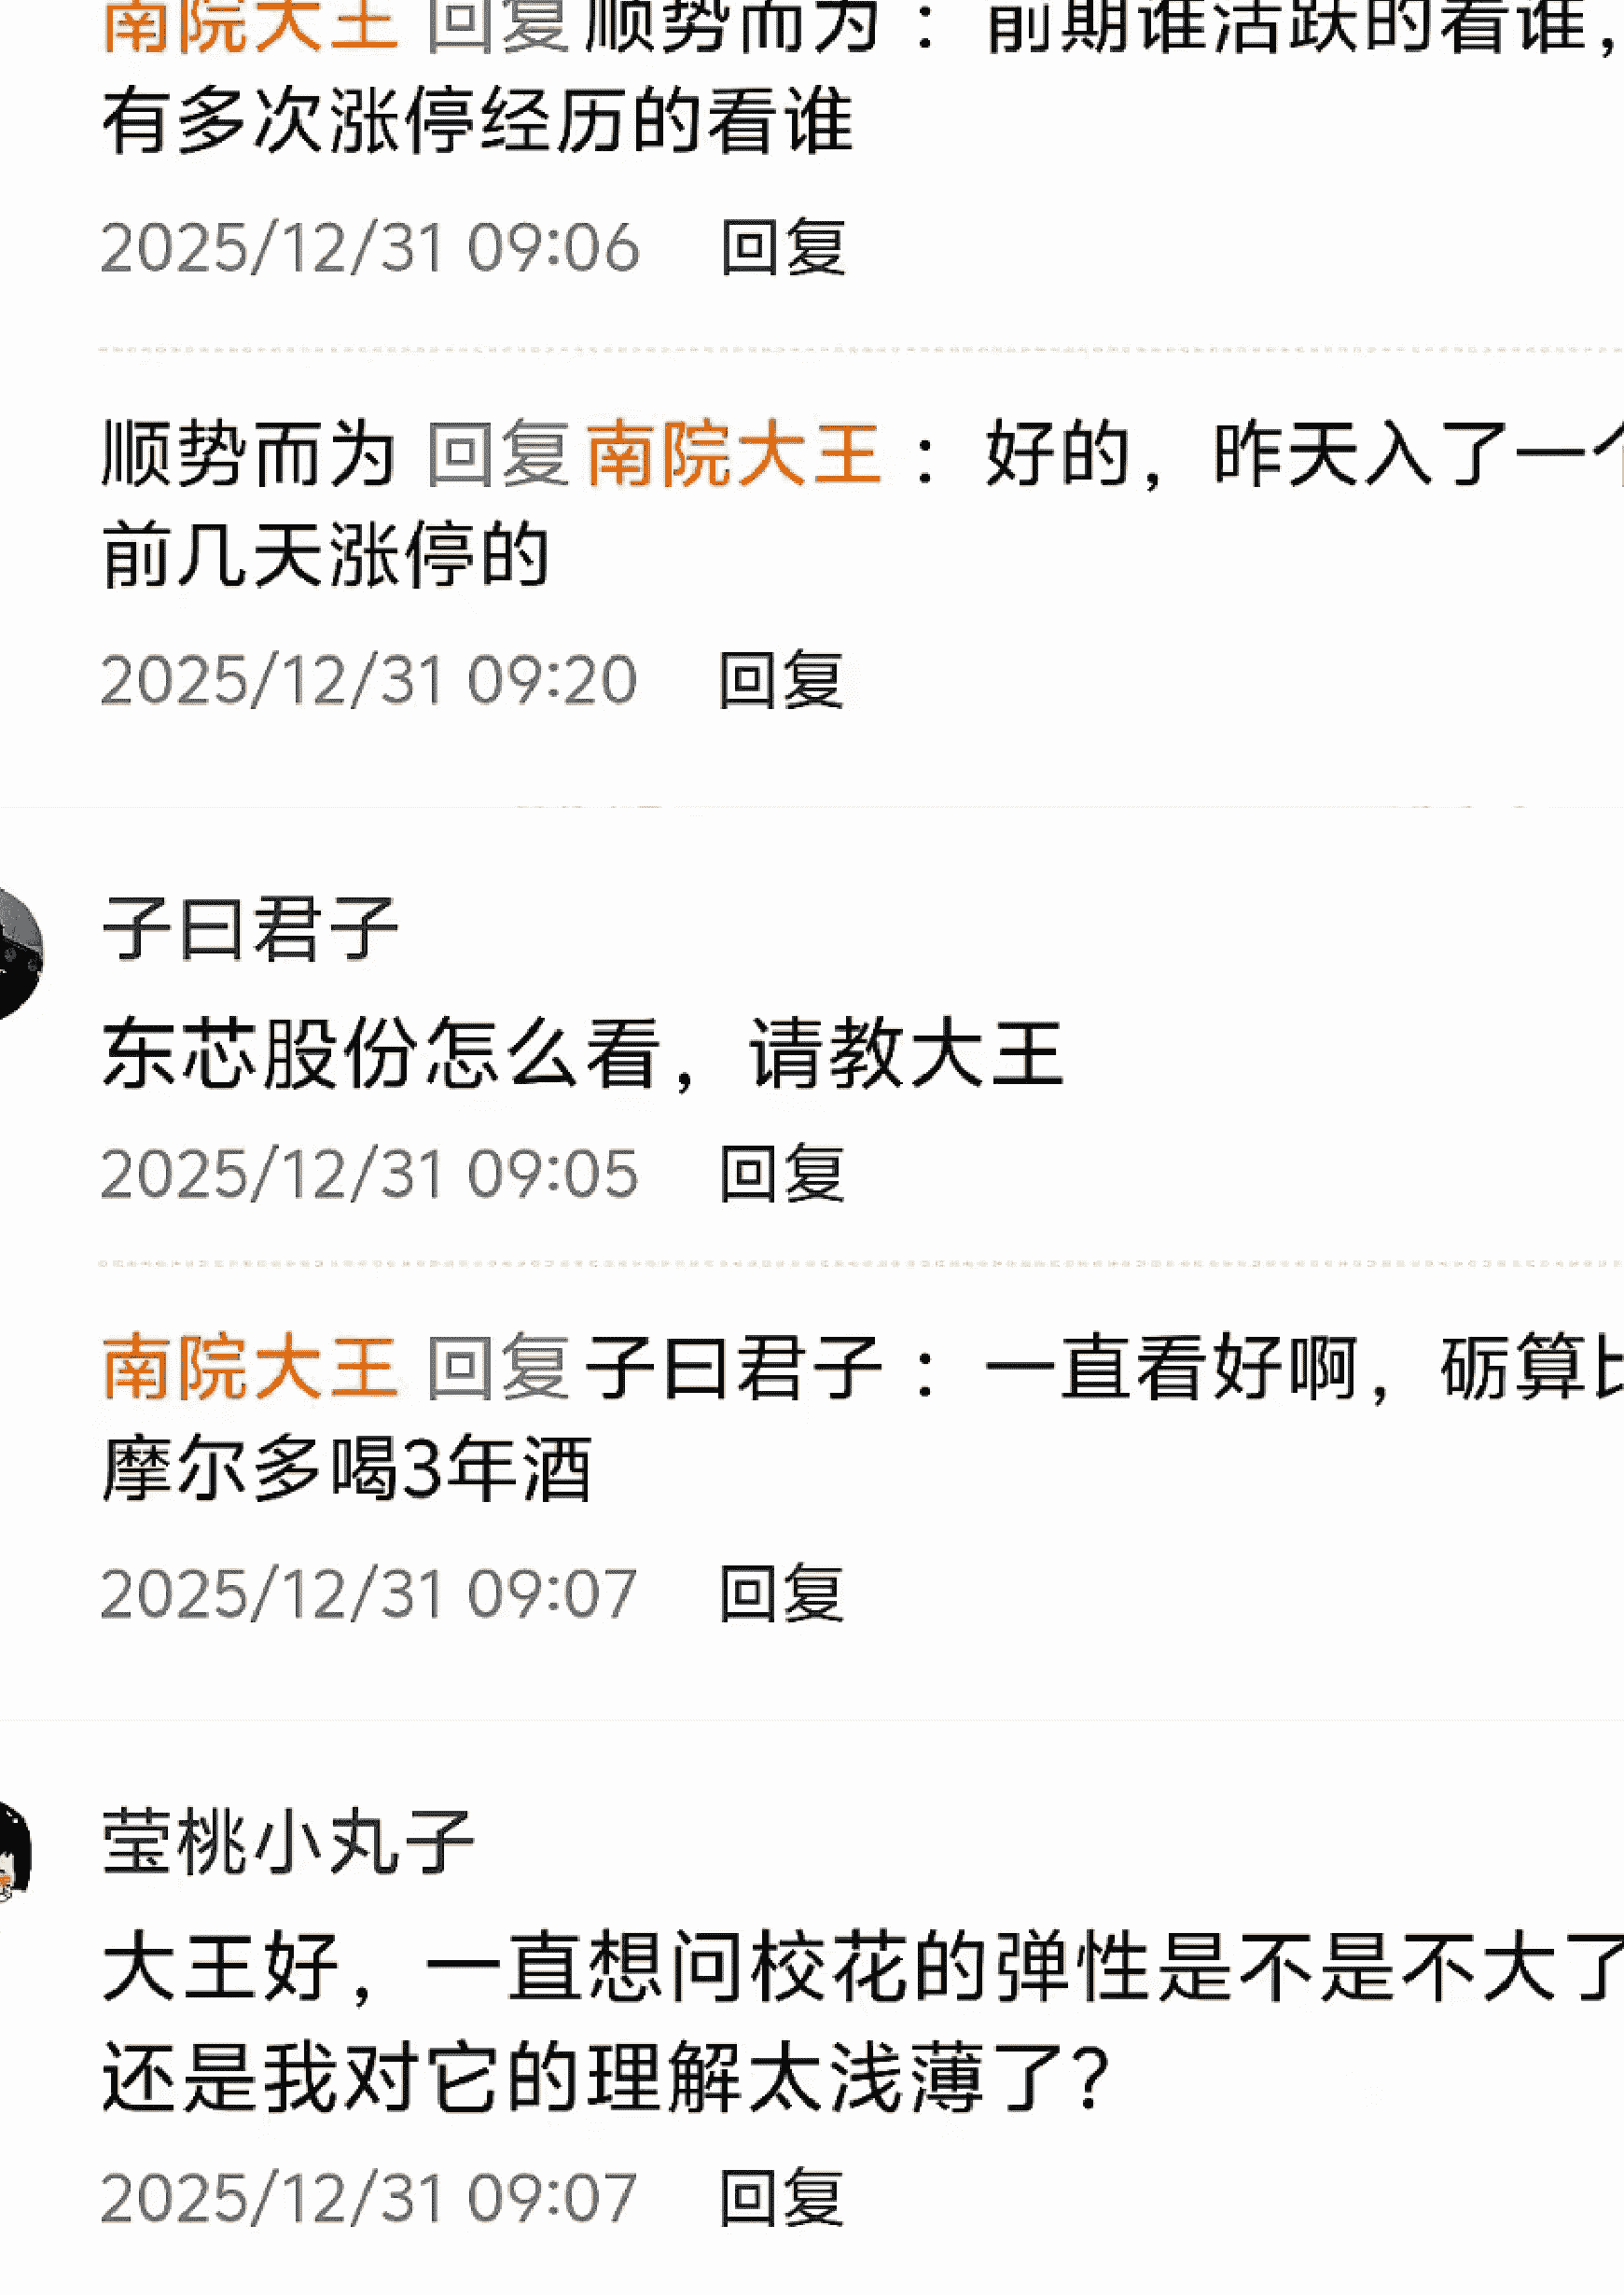 南院大王 回复 顺势而为 ： 前期谁活跃的看谁，
有多次涨停经历的看谁
2025/12/31 09:06 回复
顺势而为 回复 南院大王 ： 好的，昨天入了一个
前几天涨停的
2025/12/31 09:20 回复
子曰君子
东芯股份怎么看，请教大王
2025/12/31 09:05 回复
南院大王 回复 子曰君子 ： 一直看好啊，砺算比
摩尔多喝3年酒
2025/12/31 09:07 回复
莹桃小丸子
大王好，一直想问校花的弹性是不是不大了
还是我对它的理解太浅薄了？
2025/12/31 09:07 回复